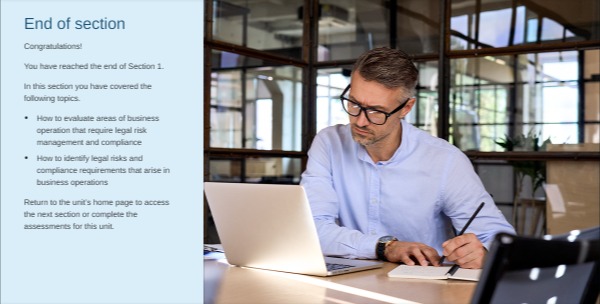 End of section
Congratulations!
You have reached the end of Section 1.
In this section you have covered the
following topics.
• How to evaluate areas of business
operation that require legal risk
management and compliance
• How to identify legal risks and
compliance requirements that arise in
business operations
Return to the unit's home page to access
the next section or complete the
assessments for this unit.